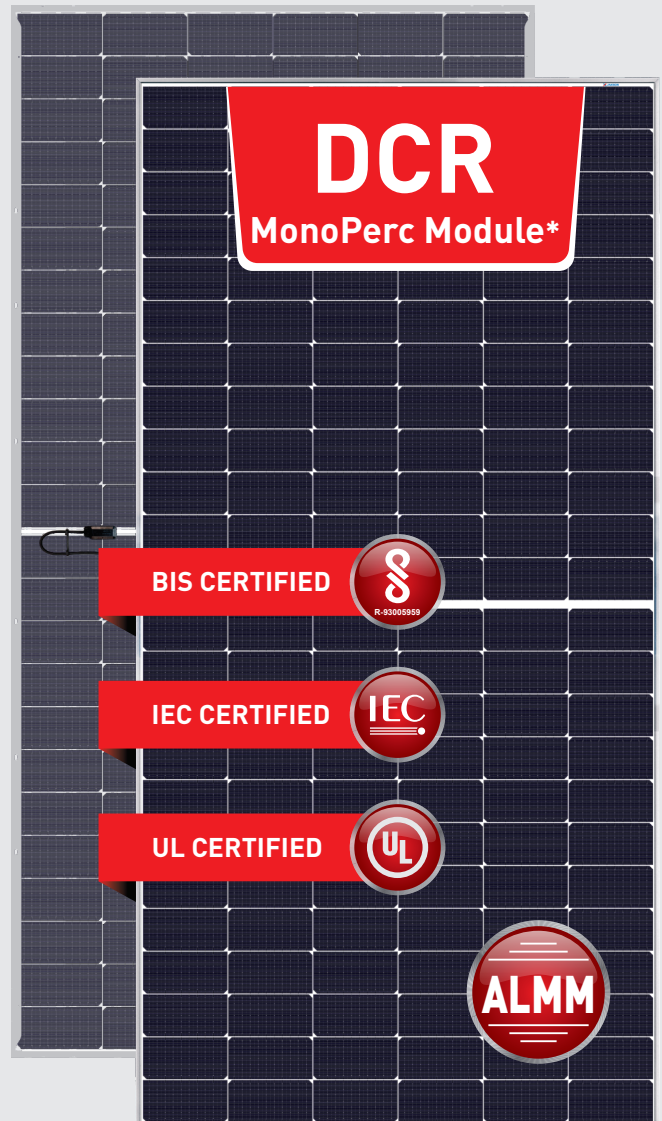 DCR
MonoPerc Module*
BIS CERTIFIED
R-93005959
IEC CERTIFIED
IEC
UL CERTIFIED
UL
ALMM